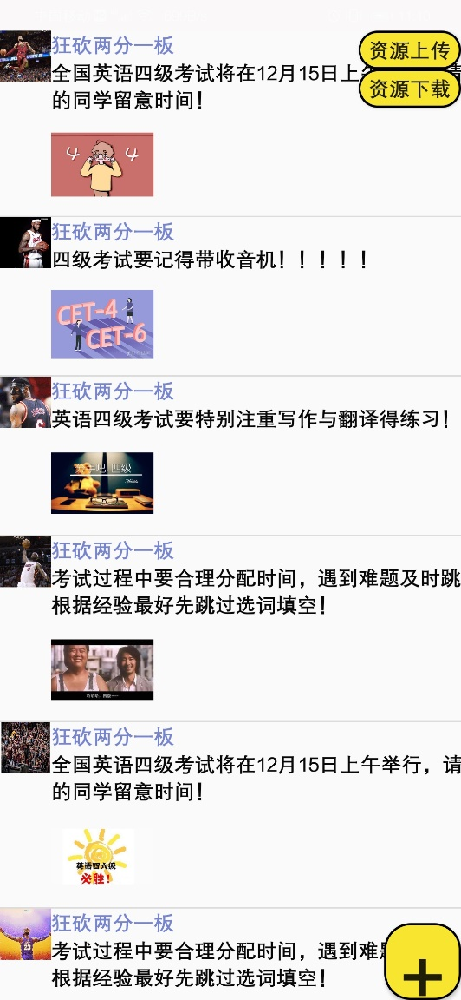 狂砍两分一板
资源上传
全国英语四级考试将在12月15日上
资源下载
的同学留意时间！
狂砍两分一板
四级考试要记得带收音机！！！！！
CET-4
CET-6
狂砍两分一板
英语四级考试要特别注重写作与翻译得练习！
分手吧,四级
狂砍两分一板
考试过程中要合理分配时间，遇到难题及时跳
根据经验最好先跳过选词填空！
狂砍两分一板
全国英语四级考试将在12月15日上午举行，请
的同学留意时间！
英语四六级
必胜！
狂砍两分一板
23
考试过程中要合理分配时间，遇到难
根据经验最好先跳过选词填空！
+